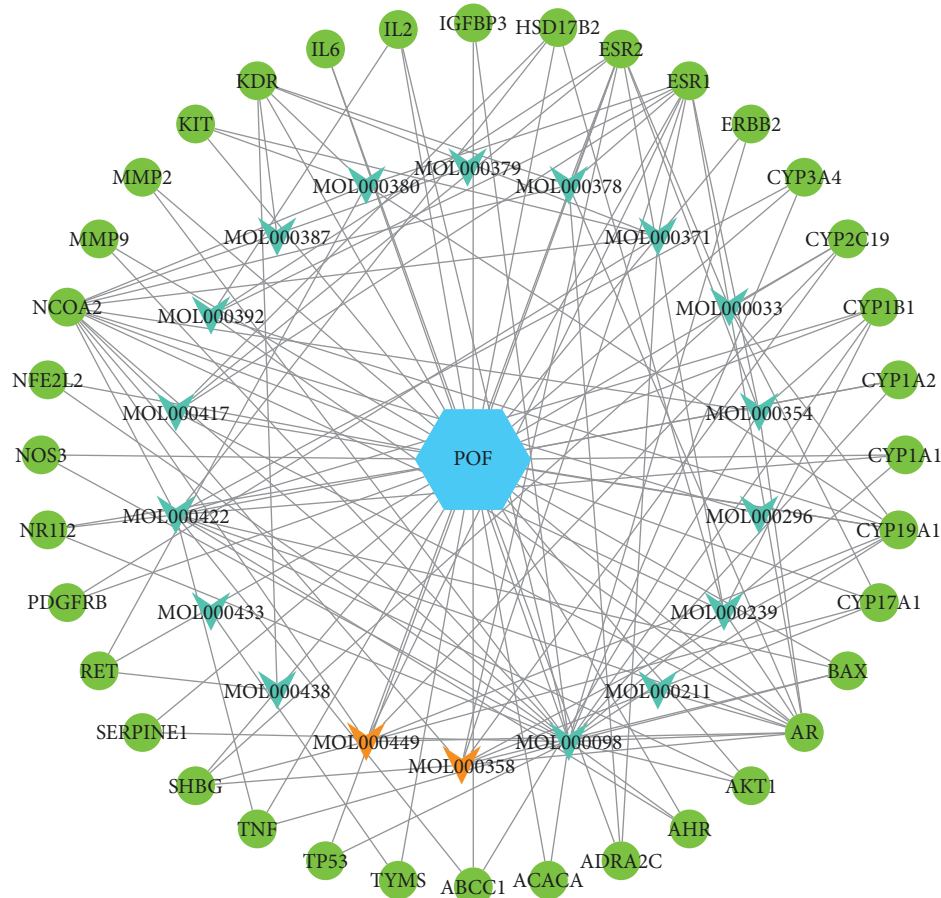 IGFBP3
HSD17B2
IL2
IL6
ESR2
KDR
ESR1
KIT
ERBB2
MMP2
MOL000379
CYP3A4
MOL000380
MOL000378
MMP9
MOL000387
MOL000371
CYP2C19
NCOA2
MOL000392
MOL000033
CYP1B1
NFE2L2
MOL000417
MOL000354
CYP1A2
NOS3
POF
CYP1A1
NR1I2
MOL000422
MOL000296
CYP19A1
PDGFRB
MOL000433
MOL000239
CYP17A1
RET
MOL000438
MOL000211
BAX
SERPINE1
MOL000449
MOL000098
AR
MOL000358
SHBG
AKT1
TNF
AHR
TP53
ADRA2C
TYMS
ABCC1
ACACA